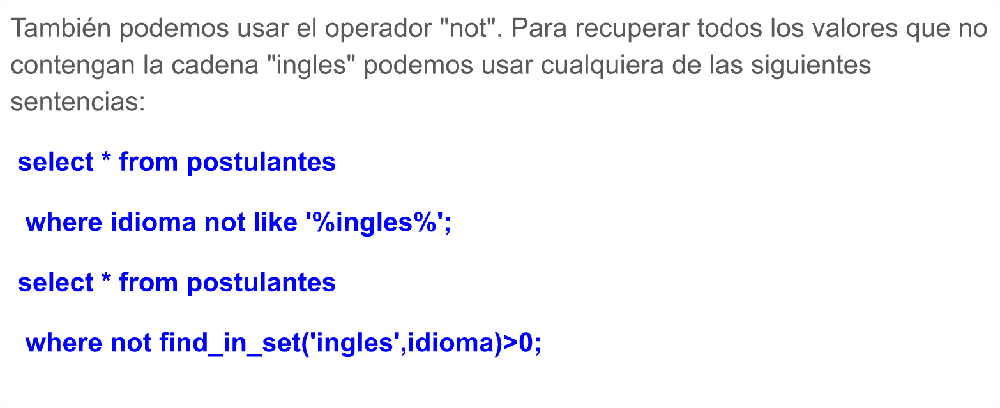 También podemos usar el operador "not". Para recuperar todos los valores que no
contengan la cadena "ingles" podemos usar cualquiera de las siguientes
sentencias:
select * from postulantes
where idioma not like '%ingles%';
select * from postulantes
where not find_in_set('ingles',idioma)>0;